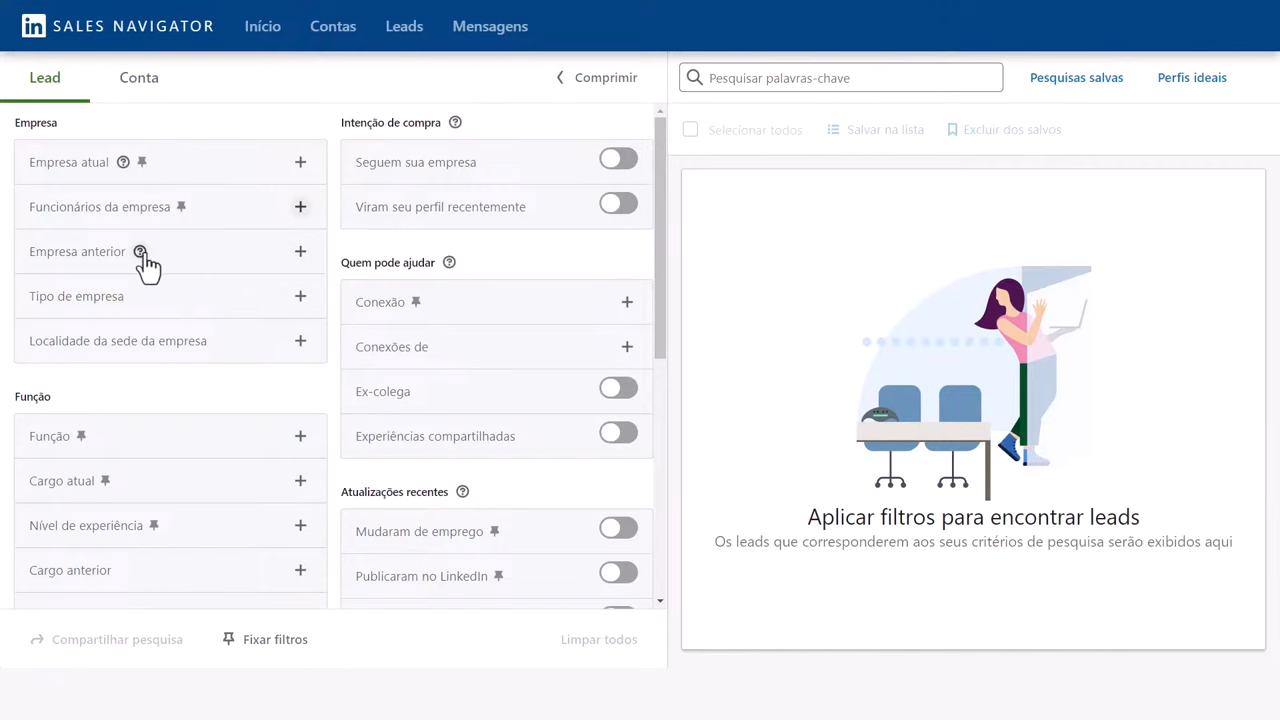 in SALES NAVIGATOR
Início
Contas
Leads
Mensagens
Lead
Conta
Comprimir
Pesquisar palavras-chave
Pesquisas salvas
Perfis ideais
Selecionar todos
Salvar na lista
Excluir dos salvos
Empresa
Empresa atual
Funcionários da empresa
Empresa anterior
Tipo de empresa
Localidade da sede da empresa
Função
Função
Cargo atual
Nível de experiência
Cargo anterior
Intenção de compra
Seguem sua empresa
Viram seu perfil recentemente
Quem pode ajudar
Conexão
Conexões de
Ex-colega
Experiências compartilhadas
Atualizações recentes
Mudaram de emprego
Publicaram no LinkedIn
Compartilhar pesquisa
Fixar filtros
Limpar todos
Aplicar filtros para encontrar leads
Os leads que corresponderem aos seus critérios de pesquisa serão exibidos aqui